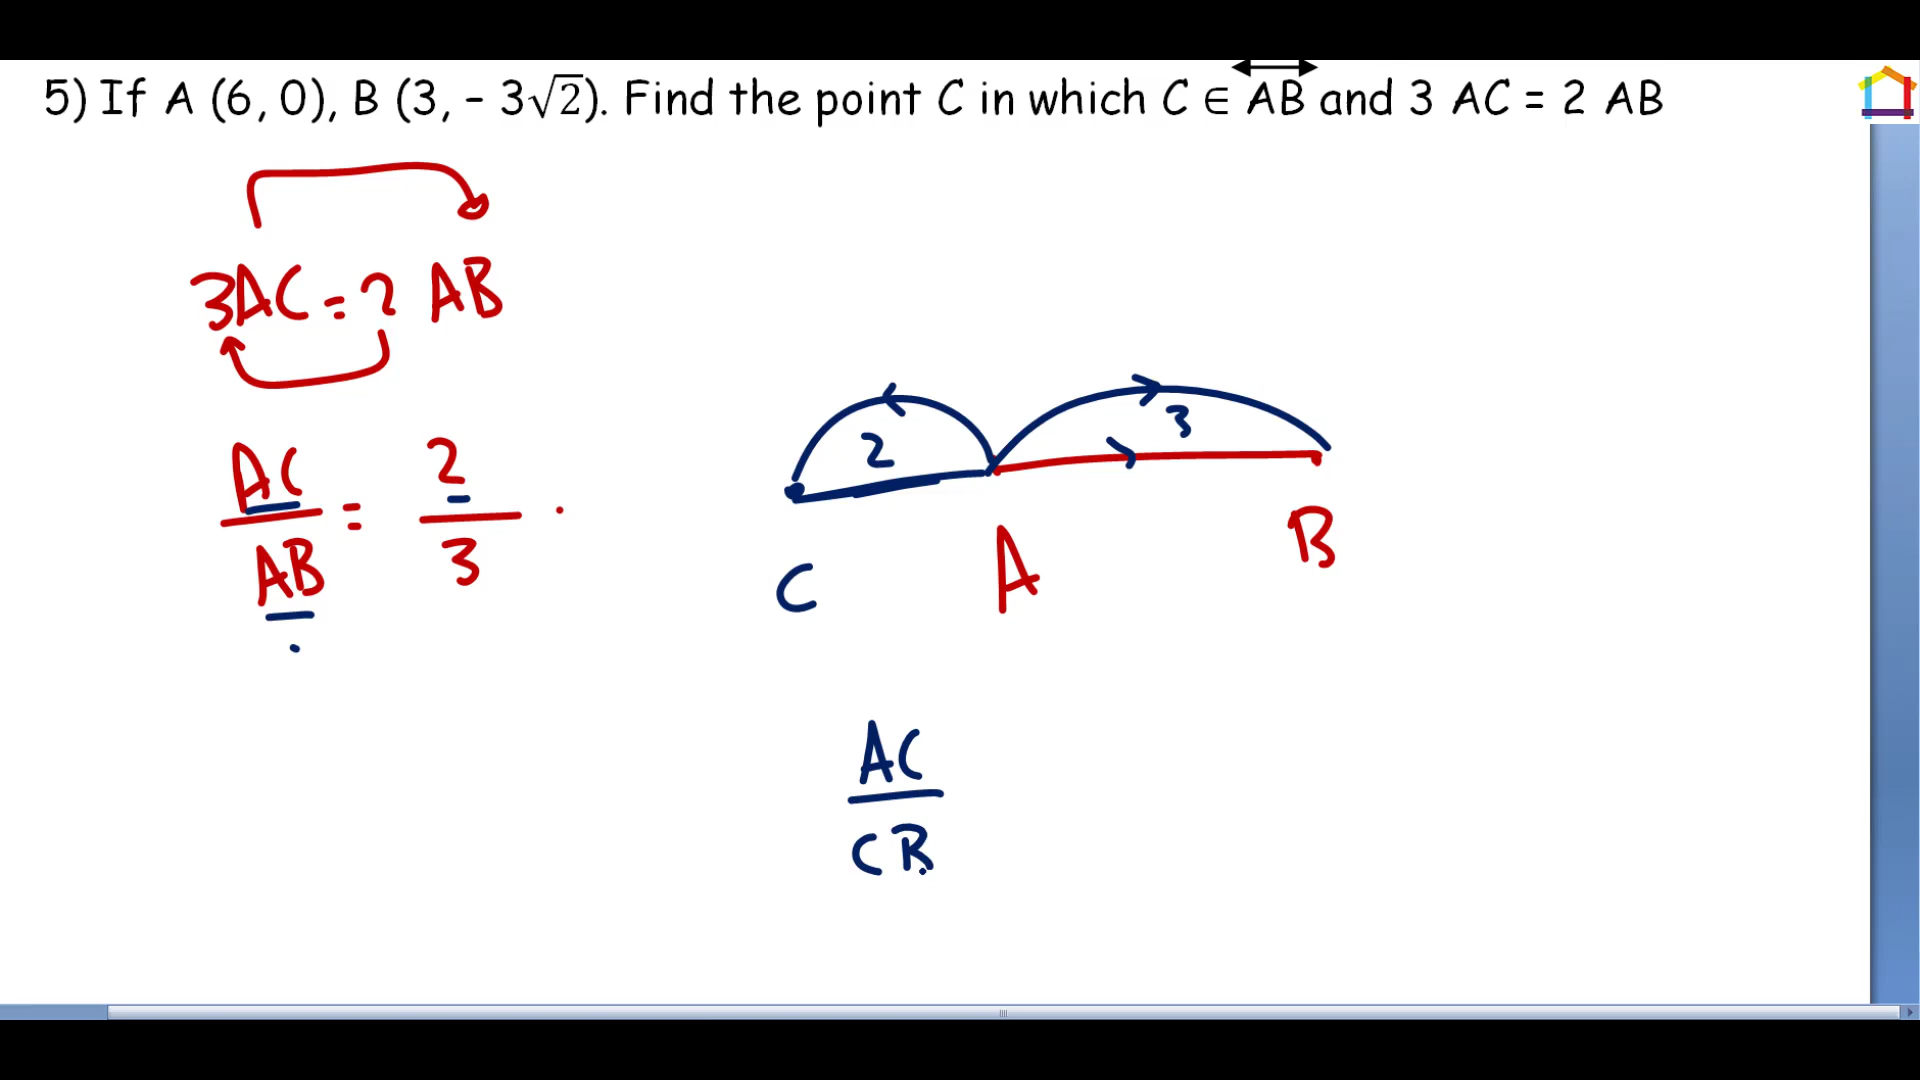 5) If A (6, 0), B (3, - 3√2). Find the point C in which C ∈ AB and 3 AC = 2 AB
3AC = 2 AB
AC/AB = 2/3
2 3
C A B
AC/CB